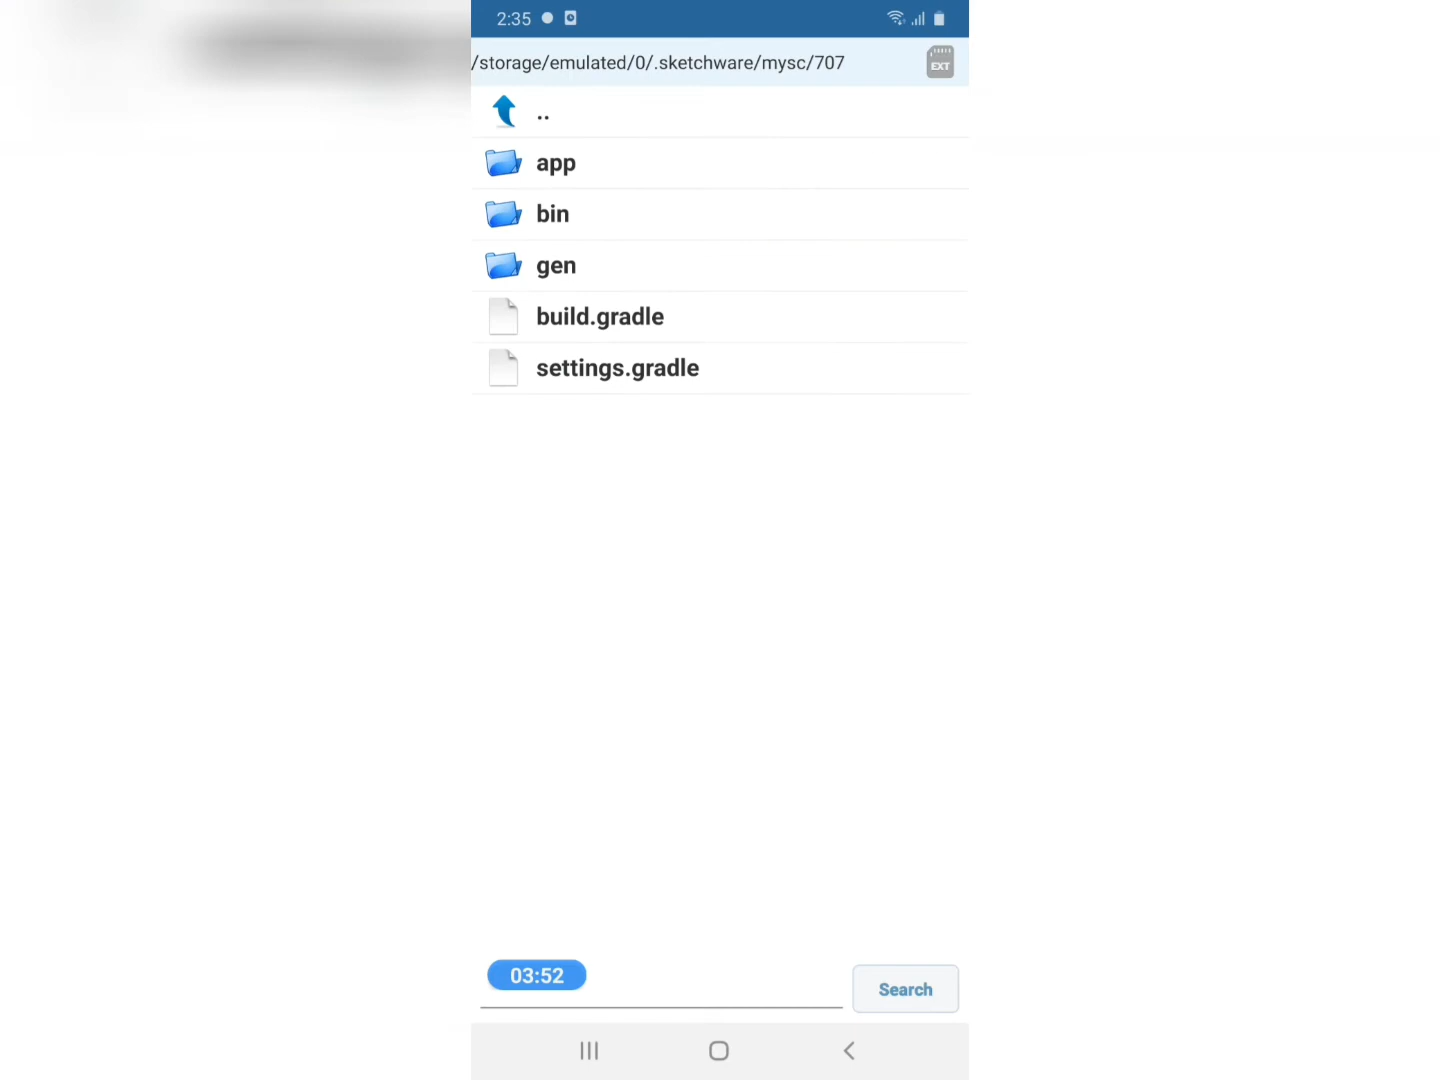 2:35
/storage/emulated/0/.sketchware/mysc/707
EXT
..
app
bin
gen
build.gradle
settings.gradle
03:52
Search